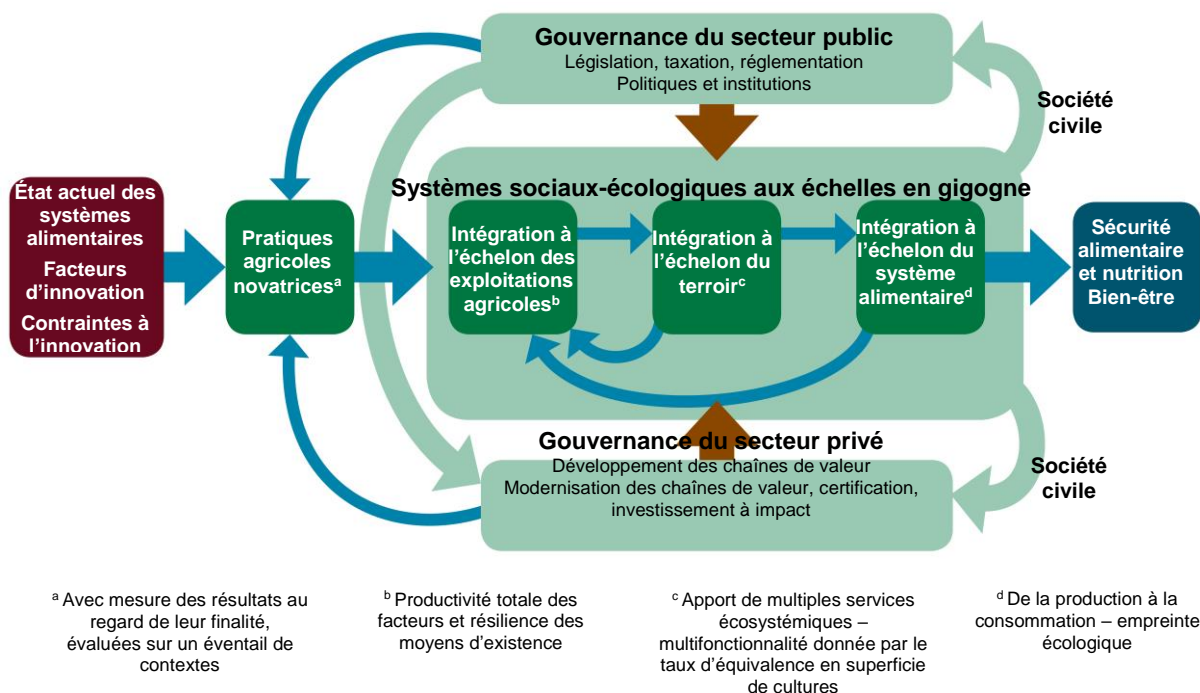 Gouvernance du secteur public
Législation, taxation, réglementation
Politiques et institutions
Société
civile
État actuel des
systèmes
alimentaires
Facteurs
d’innovation
Contraintes à
l’innovation
Pratiques
agricoles
novatricesᵃ
Systèmes sociaux-écologiques aux échelles en gigogne
Intégration à
l’échelon des
exploitations
agricolesᵇ
Intégration à
l’échelon du
terroirᶜ
Intégration à
l’échelon du
système
alimentaireᵈ
Sécurité
alimentaire
et nutrition
Bien-être
Gouvernance du secteur privé
Développement des chaînes de valeur
Modernisation des chaînes de valeur, certification,
investissement à impact
Société
civile
ᵃ Avec mesure des résultats au
regard de leur finalité,
évaluées sur un éventail de
contextes
ᵇ Productivité totale des
facteurs et résilience des
moyens d’existence
ᶜ Apport de multiples services
écosystémiques –
multifonctionnalité donnée par le
taux d’équivalence en superficie
de cultures
ᵈ De la production à la
consommation – empreinte
écologique